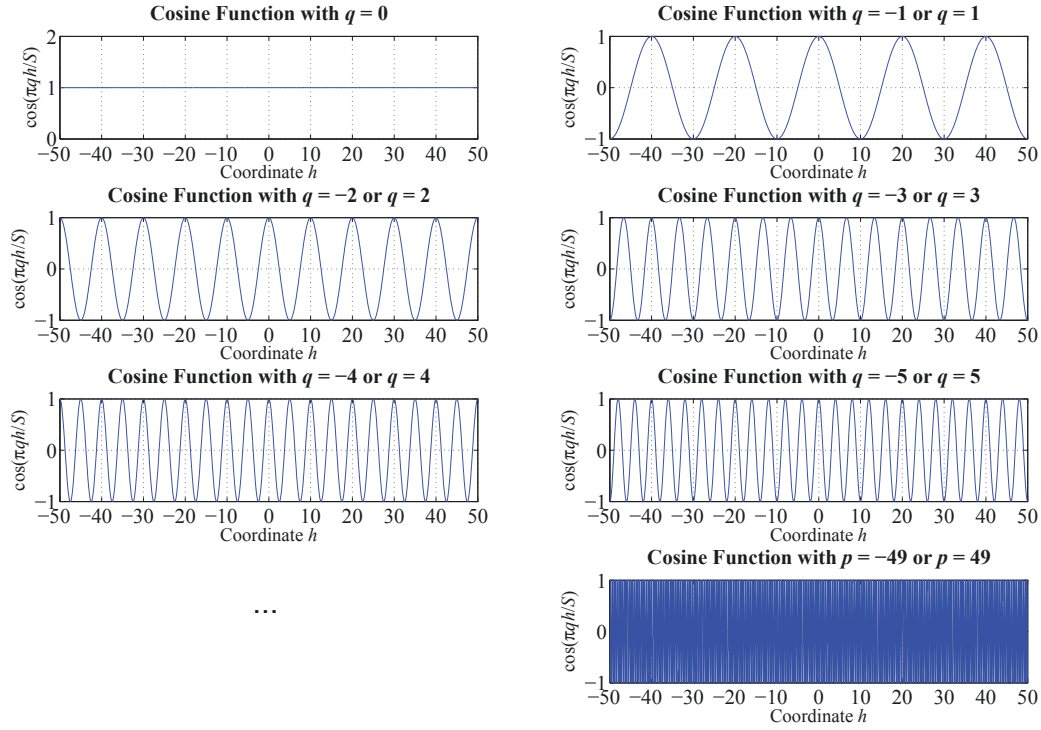 Cosine Function with q = 0
cos(πqh/S)
2
1
0
−50 −40 −30 −20 −10 0 10 20 30 40 50
Coordinate h
Cosine Function with q = −1 or q = 1
cos(πqh/S)
1
0
−1
−50 −40 −30 −20 −10 0 10 20 30 40 50
Coordinate h
Cosine Function with q = −2 or q = 2
cos(πqh/S)
1
0
−1
−50 −40 −30 −20 −10 0 10 20 30 40 50
Coordinate h
Cosine Function with q = −3 or q = 3
cos(πqh/S)
1
0
−1
−50 −40 −30 −20 −10 0 10 20 30 40 50
Coordinate h
Cosine Function with q = −4 or q = 4
cos(πqh/S)
1
0
−1
−50 −40 −30 −20 −10 0 10 20 30 40 50
Coordinate h
Cosine Function with q = −5 or q = 5
cos(πqh/S)
1
0
−1
−50 −40 −30 −20 −10 0 10 20 30 40 50
Coordinate h
...
Cosine Function with p = −49 or p = 49
cos(πqh/S)
1
0
−1
−50 −40 −30 −20 −10 0 10 20 30 40 50
Coordinate h